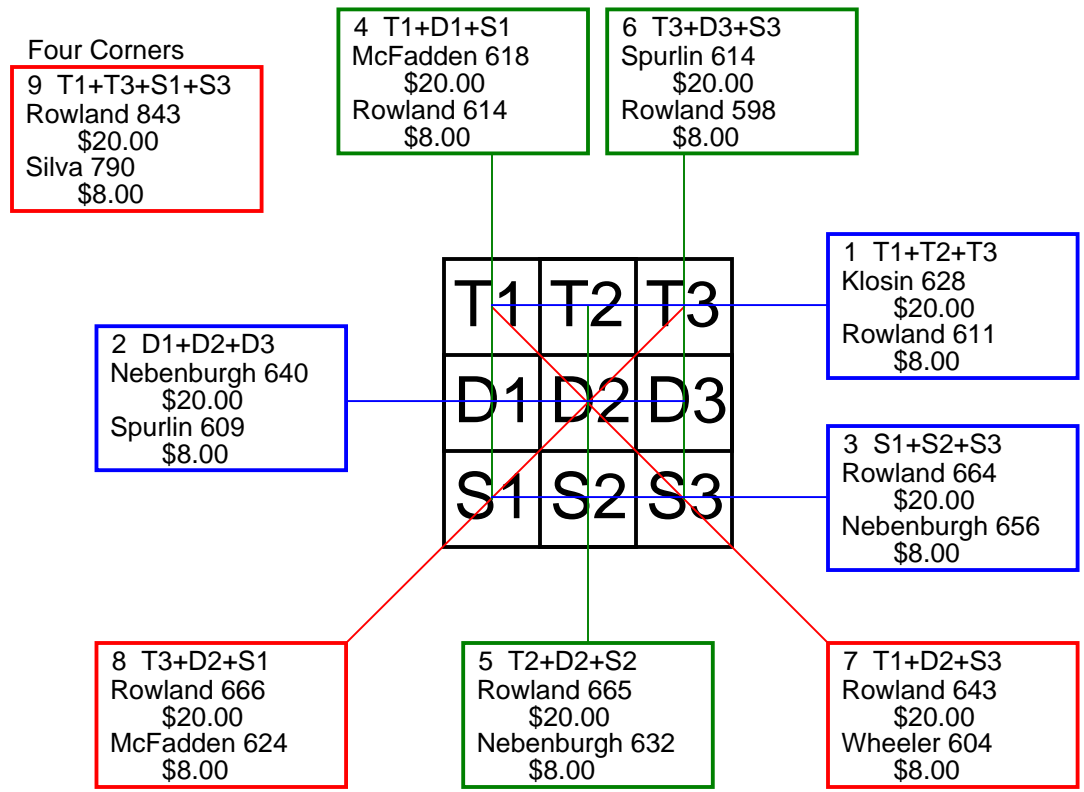 Four Corners
9 T1+T3+S1+S3
Rowland 843
$20.00
Silva 790
$8.00
4 T1+D1+S1
McFadden 618
$20.00
Rowland 614
$8.00
6 T3+D3+S3
Spurlin 614
$20.00
Rowland 598
$8.00
1 T1+T2+T3
Klosin 628
$20.00
Rowland 611
$8.00
2 D1+D2+D3
Nebenburgh 640
$20.00
Spurlin 609
$8.00
T1 T2 T3
D1 D2 D3
S1 S2 S3
3 S1+S2+S3
Rowland 664
$20.00
Nebenburgh 656
$8.00
8 T3+D2+S1
Rowland 666
$20.00
McFadden 624
$8.00
5 T2+D2+S2
Rowland 665
$20.00
Nebenburgh 632
$8.00
7 T1+D2+S3
Rowland 643
$20.00
Wheeler 604
$8.00